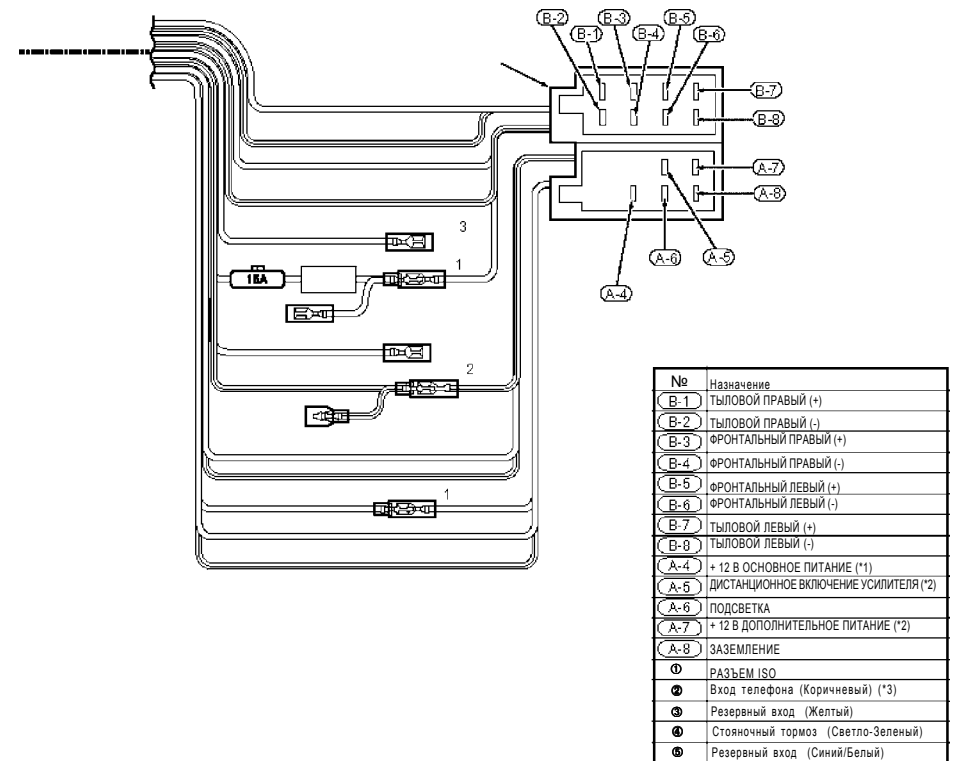 B-2
B-3
B-5
B-1
B-4
B-6
B-7
B-8
A-7
A-8
3
A-6
A-5
1
15A
A-4
2
1
№ Назначение
B-1 ТЫЛОВОЙ ПРАВЫЙ (+)
B-2 ТЫЛОВОЙ ПРАВЫЙ (-)
B-3 ФРОНТАЛЬНЫЙ ПРАВЫЙ (+)
B-4 ФРОНТАЛЬНЫЙ ПРАВЫЙ (-)
B-5 ФРОНТАЛЬНЫЙ ЛЕВЫЙ (+)
B-6 ФРОНТАЛЬНЫЙ ЛЕВЫЙ (-)
B-7 ТЫЛОВОЙ ЛЕВЫЙ (+)
B-8 ТЫЛОВОЙ ЛЕВЫЙ (-)
A-4 + 12 В ОСНОВНОЕ ПИТАНИЕ (*1)
A-5 ДИСТАНЦИОННОЕ ВКЛЮЧЕНИЕ УСИЛИТЕЛЯ (*2)
A-6 ПОДСВЕТКА
A-7 + 12 В ДОПОЛНИТЕЛЬНОЕ ПИТАНИЕ (*2)
A-8 ЗАЗЕМЛЕНИЕ
① РАЗЪЕМ ISO
② Вход телефона (Коричневый) (*3)
③ Резервный вход (Желтый)
④ Стояночный тормоз (Светло-Зеленый)
⑤ Резервный вход (Синий/Белый)